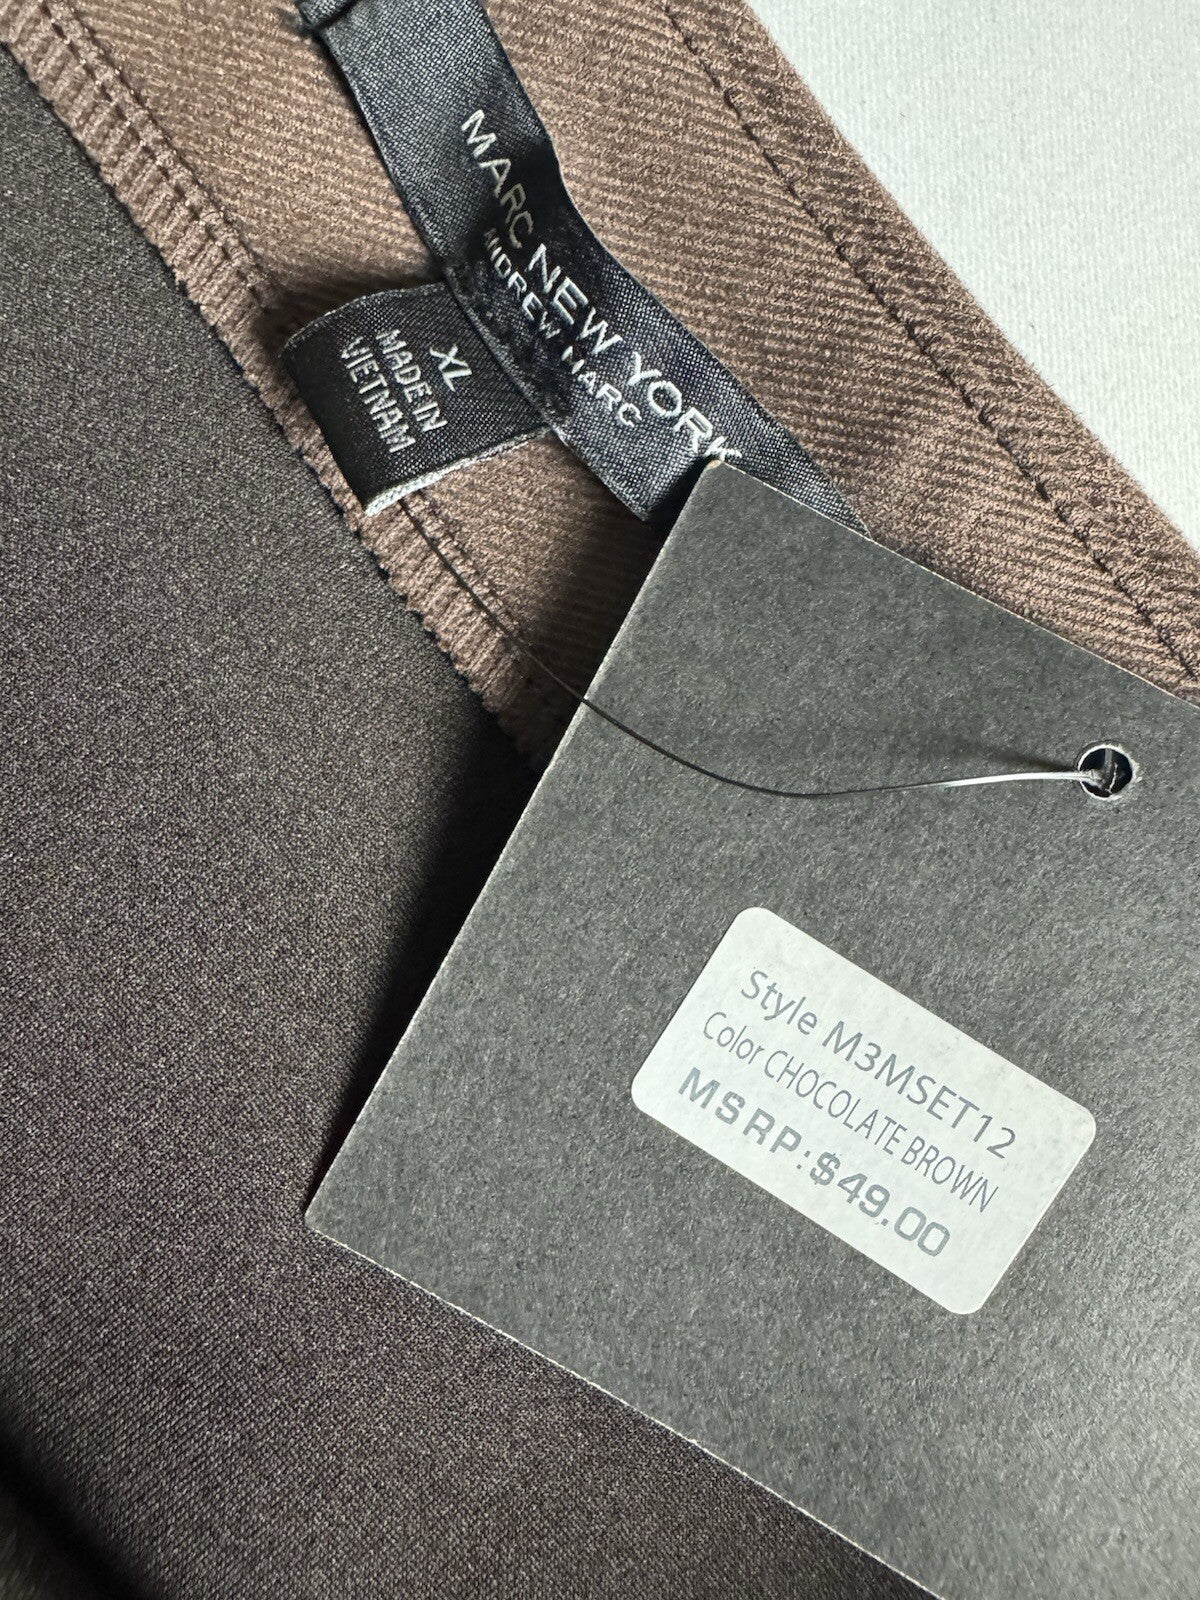 MARC NEW YORK
ANDREW MARC
XL
MADE IN
VIETNAM
Style M3MSET12
Color CHOCOLATE BROWN
MSRP:$49.00